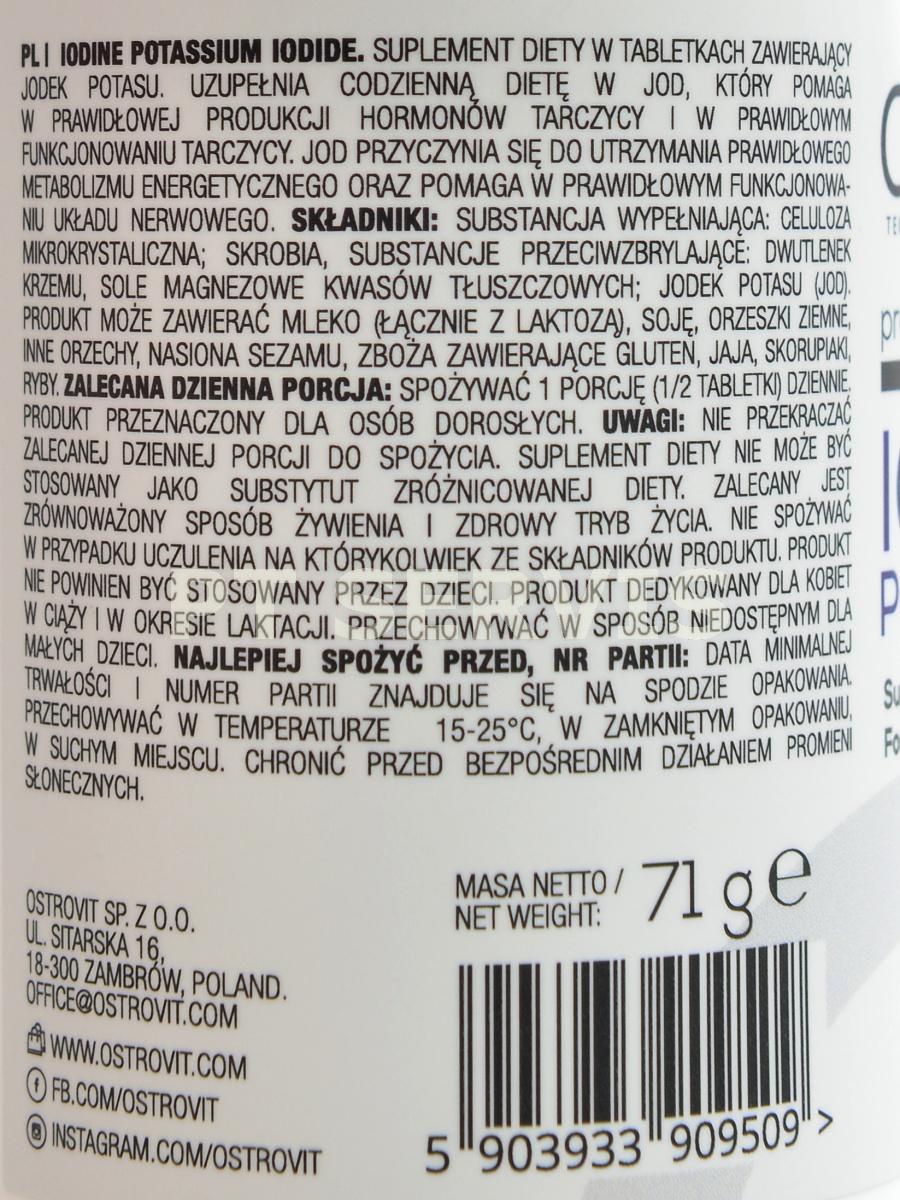 PL I IODINE POTASSIUM IODIDE. SUPLEMENT DIETY W TABLETKACH ZAWIERAJĄCY
JODEK POTASU. UZUPEŁNIA CODZIENNĄ DIETĘ W JOD, KTÓRY POMAGA
W PRAWIDŁOWEJ PRODUKCJI HORMONÓW TARCZYCY I W PRAWIDŁOWYM
FUNKCJONOWANIU TARCZYCY. JOD PRZYCZYNIA SIĘ DO UTRZYMANIA PRAWIDŁOWEGO
METABOLIZMU ENERGETYCZNEGO ORAZ POMAGA W PRAWIDŁOWYM FUNKCJONOWA-
NIU UKŁADU NERWOWEGO. SKŁADNIKI: SUBSTANCJA WYPEŁNIAJĄCA: CELULOZA
MIKROKRYSTALICZNA; SKROBIA, SUBSTANCJE PRZECIWZBRYLAJĄCE: DWUTLENEK
KRZEMU, SOLE MAGNEZOWE KWASÓW TŁUSZCZOWYCH; JODEK POTASU (JOD).
PRODUKT MOŻE ZAWIERAĆ MLEKO (ŁĄCZNIE Z LAKTOZĄ), SOJĘ, ORZESZKI ZIEMNE,
INNE ORZECHY, NASIONA SEZAMU, ZBOŻA ZAWIERAJĄCE GLUTEN, JAJA, SKORUPIAKI,
RYBY. ZALECANA DZIENNA PORCJA: SPOŻYWAĆ 1 PORCJĘ (1/2 TABLETKI) DZIENNIE.
PRODUKT PRZEZNACZONY DLA OSÓB DOROSŁYCH. UWAGI: NIE PRZEKRACZAĆ
ZALECANEJ DZIENNEJ PORCJI DO SPOŻYCIA. SUPLEMENT DIETY NIE MOŻE BYĆ
STOSOWANY JAKO SUBSTYTUT ZRÓŻNICOWANEJ DIETY. ZALECANY JEST
ZRÓWNOWAŻONY SPOSÓB ŻYWIENIA I ZDROWY TRYB ŻYCIA. NIE SPOŻYWAĆ
W PRZYPADKU UCZULENIA NA KTÓRYKOLWIEK ZE SKŁADNIKÓW PRODUKTU. PRODUKT
NIE POWINIEN BYĆ STOSOWANY PRZEZ DZIECI. PRODUKT DEDYKOWANY DLA KOBIET
W CIĄŻY I W OKRESIE LAKTACJI. PRZECHOWYWAĆ W SPOSÓB NIEDOSTĘPNYM DLA
MAŁYCH DZIECI. NAJLEPIEJ SPOŻYĆ PRZED, NR PARTII: DATA MINIMALNEJ
TRWAŁOŚCI I NUMER PARTII ZNAJDUJE SIĘ NA SPODZIE OPAKOWANIA.
PRZECHOWYWAĆ W TEMPERATURZE 15-25°C, W ZAMKNIĘTYM OPAKOWANIU,
W SUCHYM MIEJSCU. CHRONIĆ PRZED BEZPOŚREDNIM DZIAŁANIEM PROMIENI
SŁONECZNYCH.
MASA NETTO /
NET WEIGHT: 71 g e
OSTROVIT SP. Z O.O.
UL. SITARSKA 16,
18-300 ZAMBRÓW, POLAND.
OFFICE@OSTROVIT.COM
WWW.OSTROVIT.COM
FB.COM/OSTROVIT
INSTAGRAM.COM/OSTROVIT
5 903933 909509 >